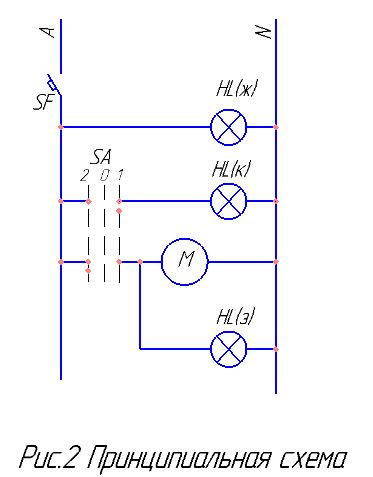 A
N
SF
HL(ж)
SA
HL(к)
2 0 1
M
HL(з)
Рис.2 Принципиальная схема